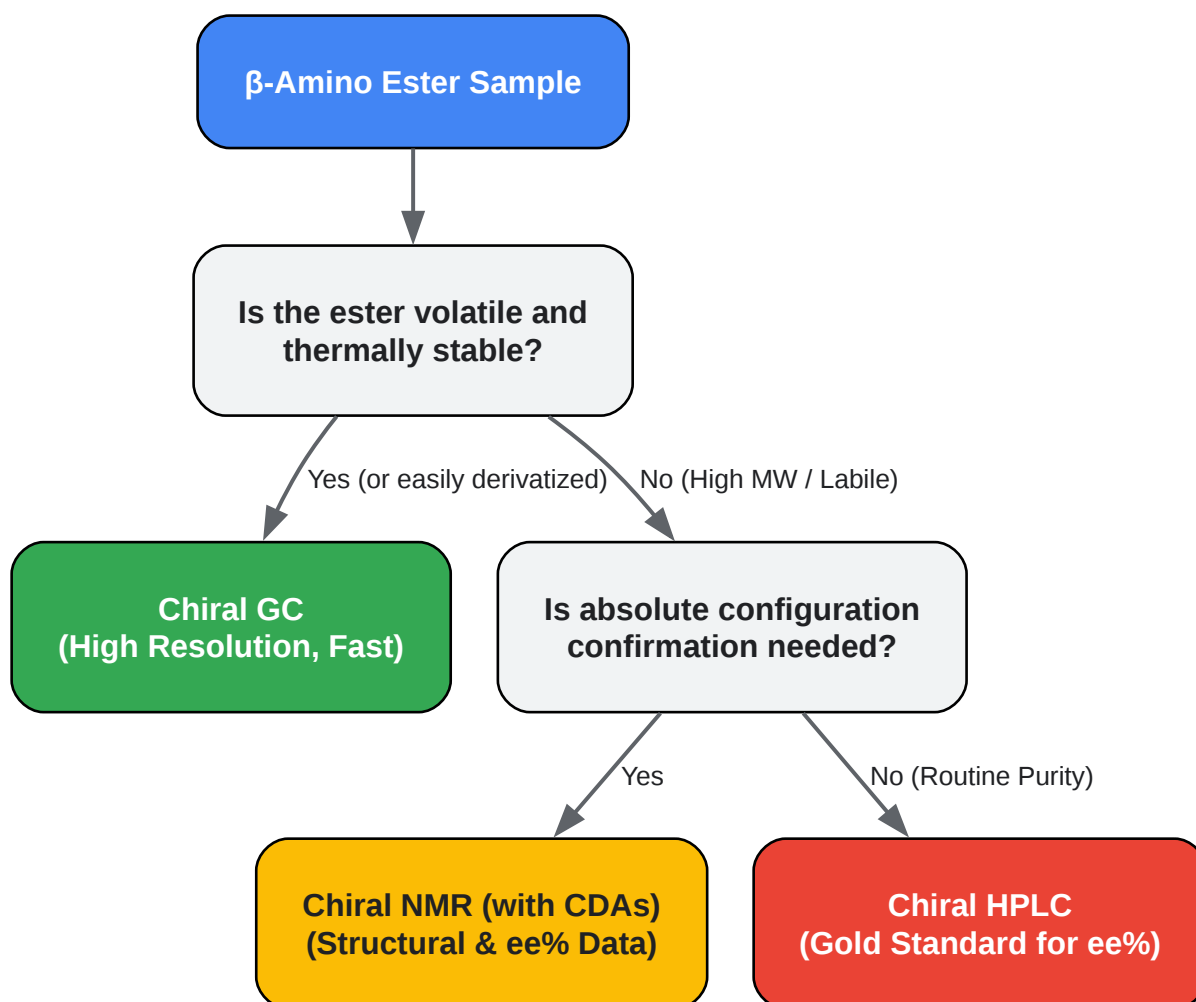 β-Amino Ester Sample
Is the ester volatile and
thermally stable?
Yes (or easily derivatized)
No (High MW / Labile)
Chiral GC
(High Resolution, Fast)
Is absolute configuration
confirmation needed?
Yes
No (Routine Purity)
Chiral NMR (with CDAs)
(Structural & ee% Data)
Chiral HPLC
(Gold Standard for ee%)